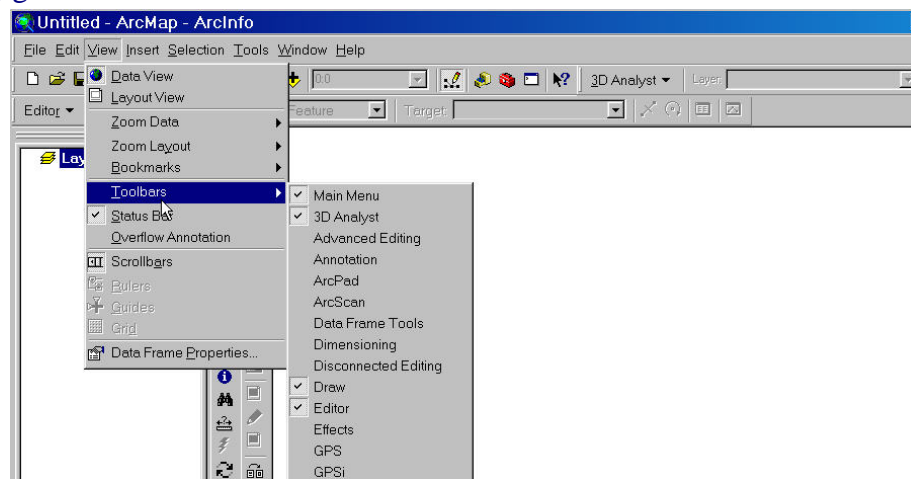 Untitled - ArcMap - ArcInfo
File Edit View Insert Selection Tools Window Help
Data View
0:0
3D Analyst
Layer:
Layout View
Editor
Feature
Target:
Zoom Data
Zoom Layout
Bookmarks
Toolbars
Status Bar
Overflow Annotation
Scrollbars
Rulers
Guides
Grid
Data Frame Properties...
Lay
Main Menu
3D Analyst
Advanced Editing
Annotation
ArcPad
ArcScan
Data Frame Tools
Dimensioning
Disconnected Editing
Draw
Editor
Effects
GPS
GPSi